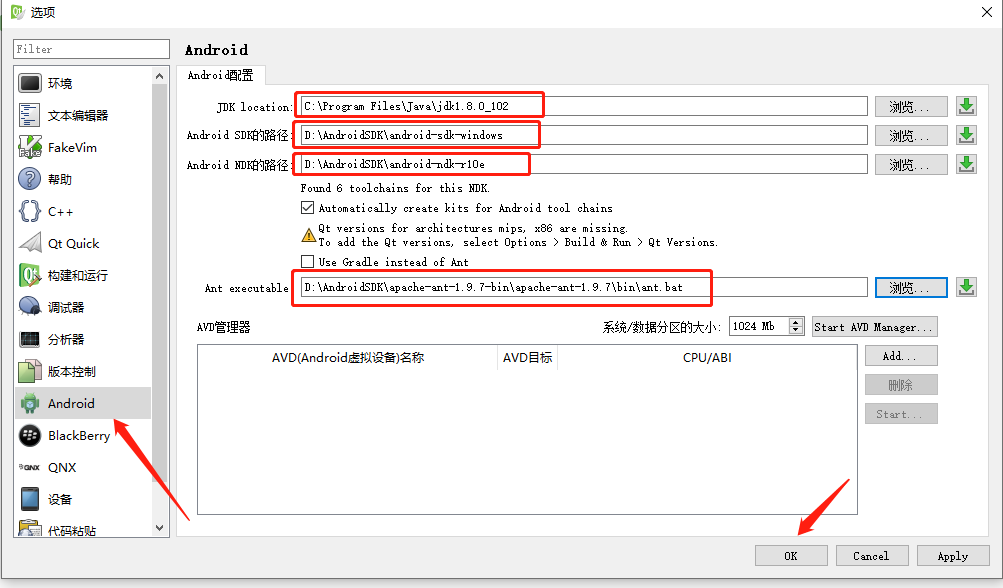 选项
Filter
环境
文本编辑器
FakeVim
帮助
C++
Qt Quick
构建和运行
调试器
分析器
版本控制
Android
BlackBerry
QNX
设备
代码粘贴
Android
Android配置
JDK location: C:\Program Files\Java\jdk1.8.0_102 浏览...
Android SDK的路径: D:\AndroidSDK\android-sdk-windows 浏览...
Android NDK的路径: D:\AndroidSDK\android-ndk-r10e 浏览...
Found 6 toolchains for this NDK.
Automatically create kits for Android tool chains
Qt versions for architectures mips, x86 are missing.
To add the Qt versions, select Options > Build & Run > Qt Versions.
Use Gradle instead of Ant
Ant executable D:\AndroidSDK\apache-ant-1.9.7-bin\apache-ant-1.9.7\bin\ant.bat 浏览...
AVD管理器 系统/数据分区的大小: 1024 Mb Start AVD Manager...
AVD(Android虚拟设备)名称 AVD目标 CPU/ABI
Add...
删除
Start...
OK Cancel Apply